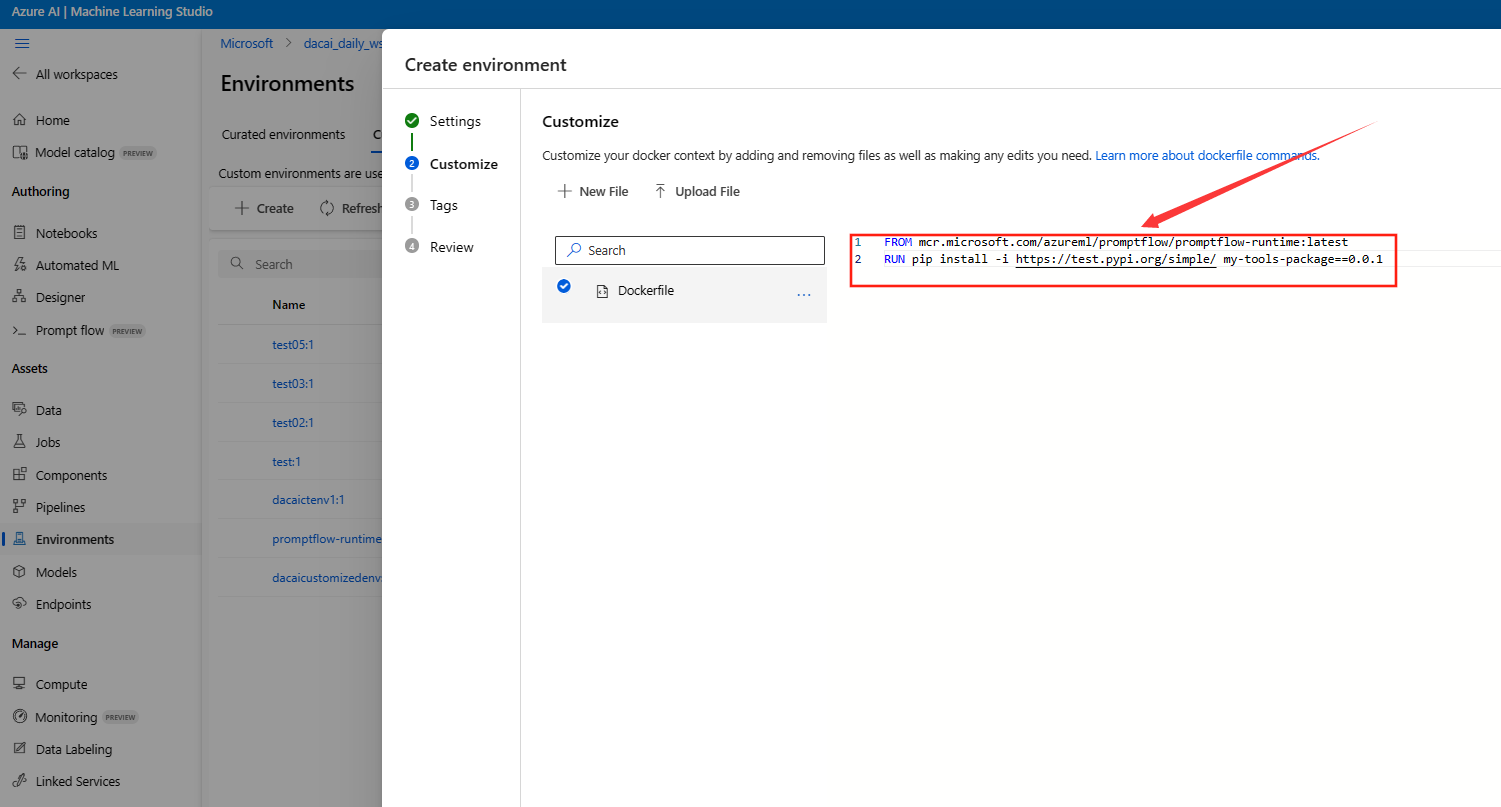 Azure AI | Machine Learning Studio
All workspaces
Home
Model catalog PREVIEW
Authoring
Notebooks
Automated ML
Designer
Prompt flow PREVIEW
Assets
Data
Jobs
Components
Pipelines
Environments
Models
Endpoints
Manage
Compute
Monitoring PREVIEW
Data Labeling
Linked Services
Microsoft > dacai_daily_ws
Environments
Curated environments
Custom environments are use
Create Refresh
Search
Name
test05:1
test03:1
test02:1
test:1
dacaictenv1:1
promptflow-runtime
dacaicustomizedenv
Create environment
Settings
2 Customize
3 Tags
4 Review
Customize
Customize your docker context by adding and removing files as well as making any edits you need. Learn more about dockerfile commands.
New File Upload File
Search
Dockerfile ...
1 FROM mcr.microsoft.com/azureml/promptflow/promptflow-runtime:latest
2 RUN pip install -i https://test.pypi.org/simple/ my-tools-package==0.0.1